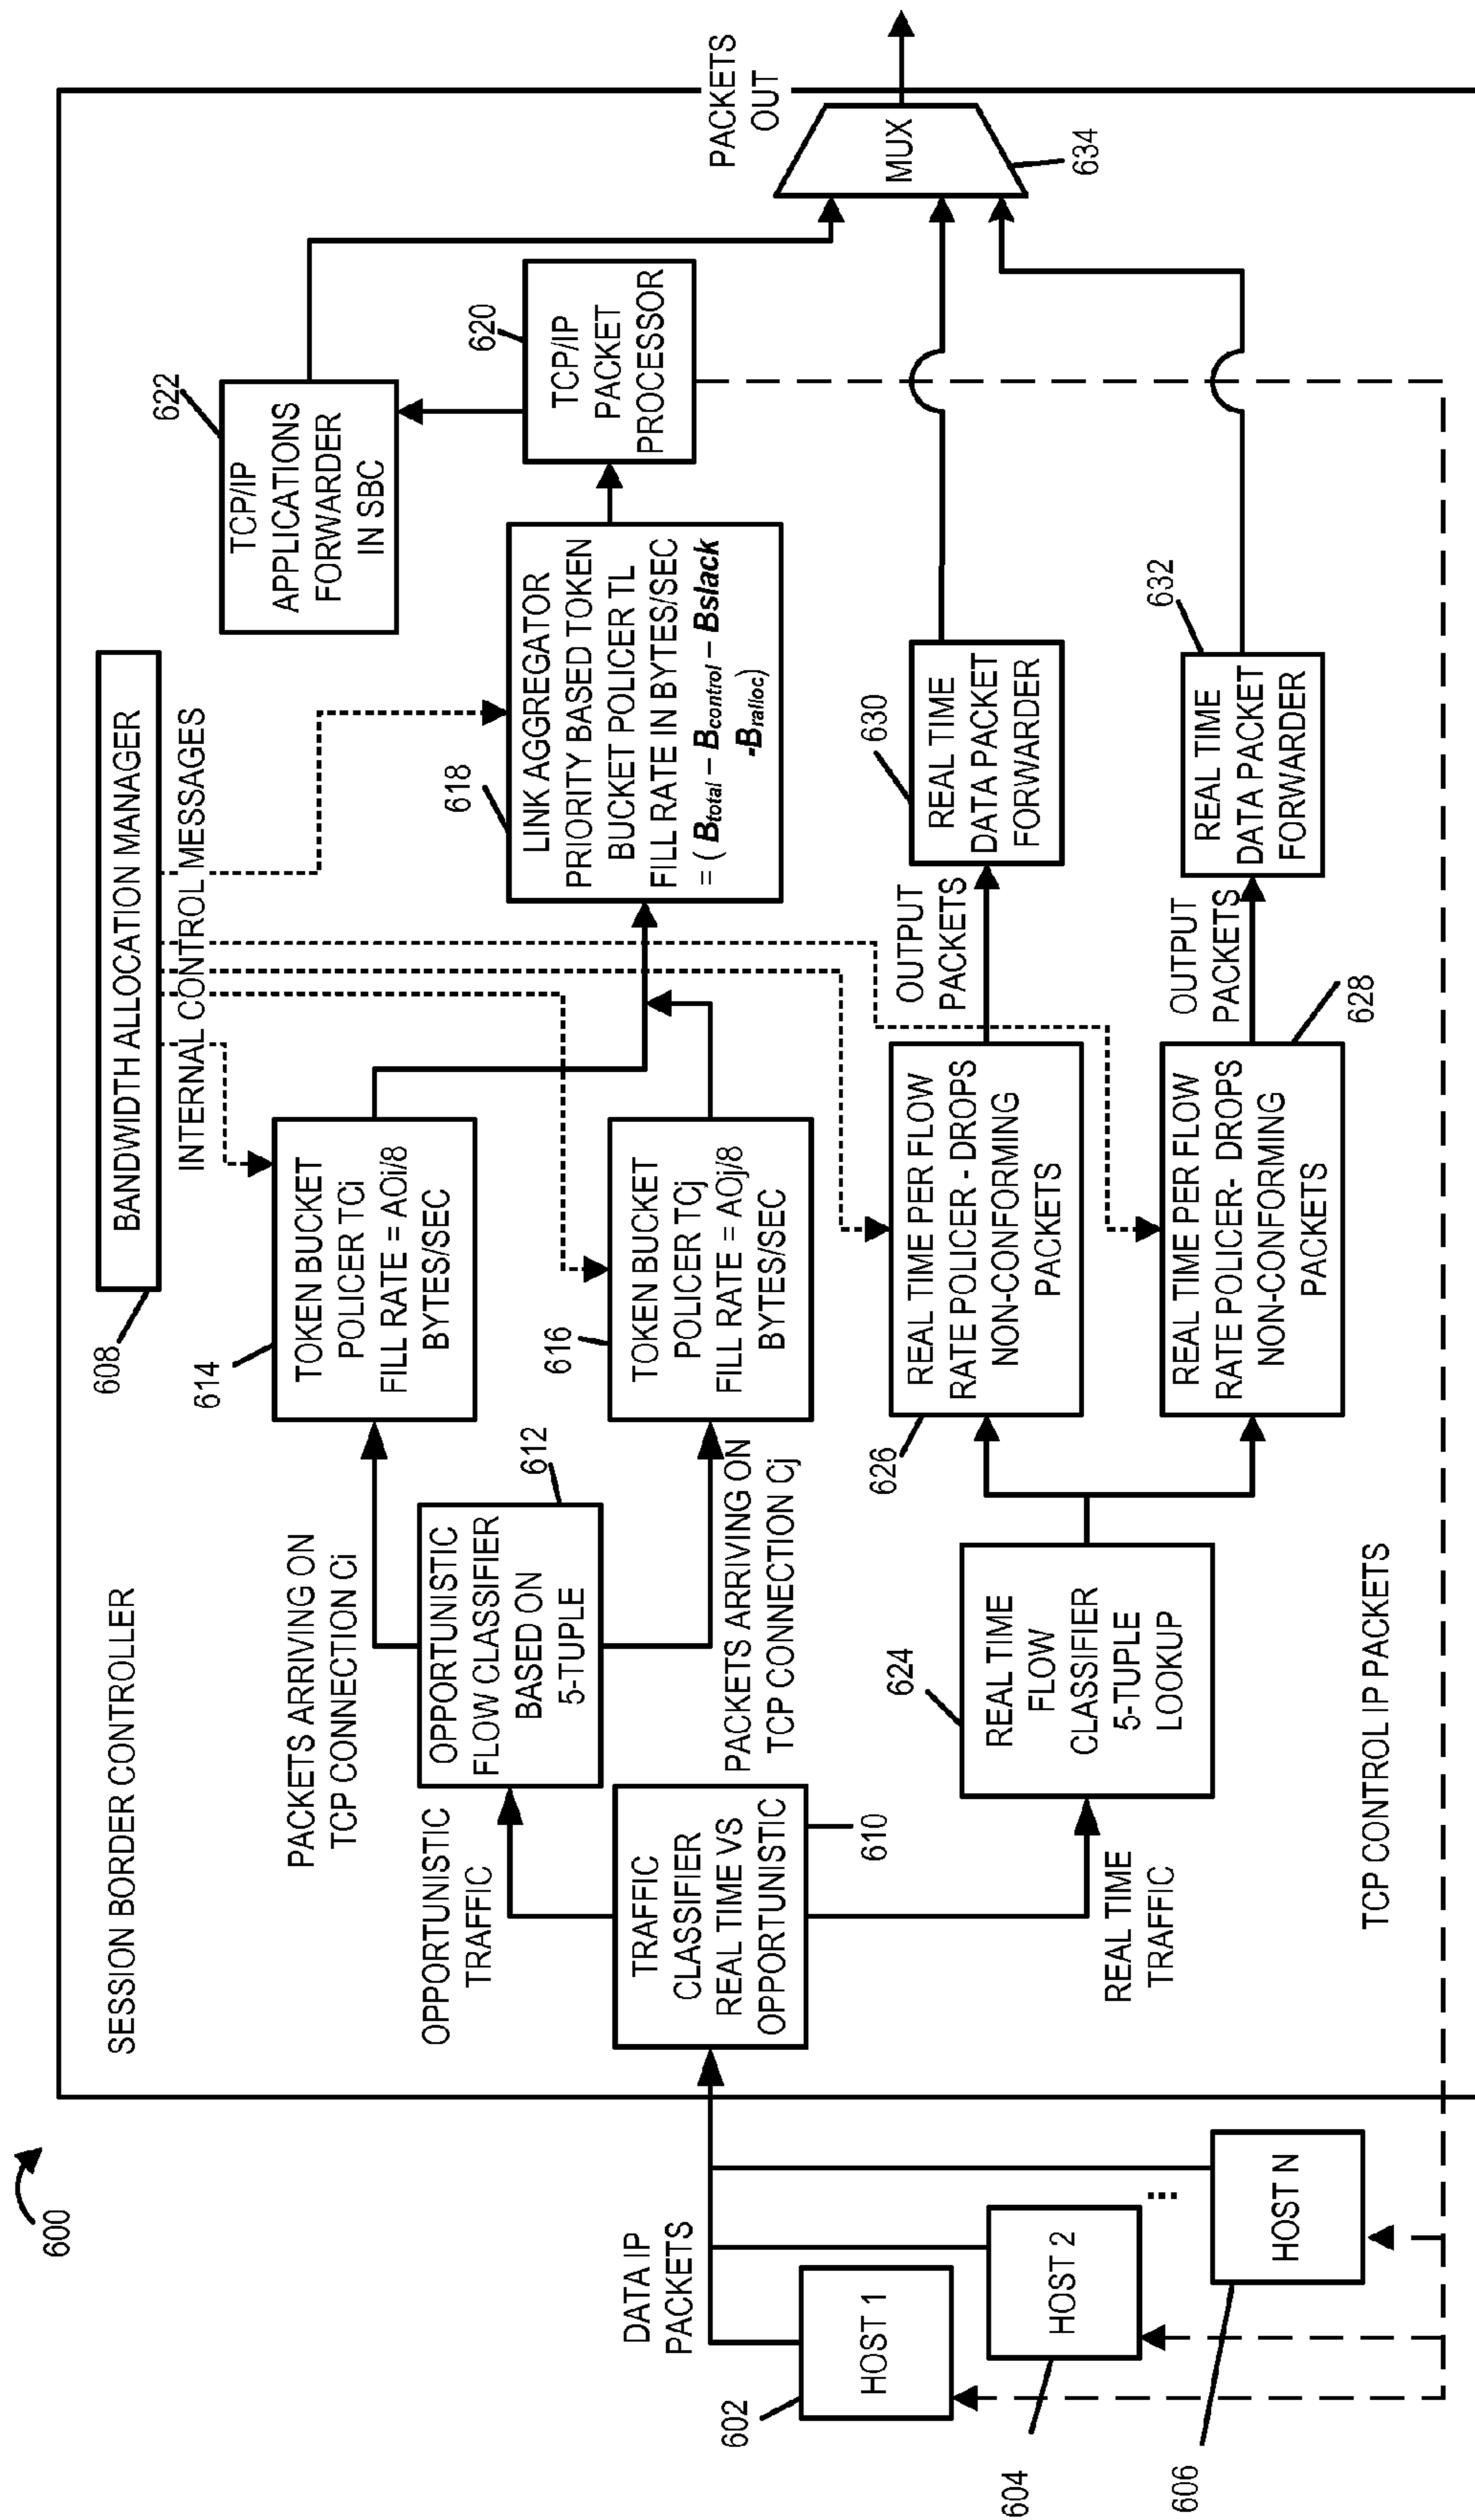 600
SESSION BORDER CONTROLLER
608
BANDWIDTH ALLOCATION MANAGER
INTERNAL CONTROL MESSAGES
DATA IP
PACKETS
602
HOST 1
604
HOST 2
...
606
HOST N
TRAFFIC
CLASSIFIER
REAL TIME VS
OPPORTUNISTIC
610
OPPORTUNISTIC
TRAFFIC
REAL TIME
TRAFFIC
OPPORTUNISTIC
FLOW CLASSIFIER
BASED ON
5-TUPLE
612
PACKETS ARRIVING ON
TCP CONNECTION Ci
PACKETS ARRIVING ON
TCP CONNECTION Cj
614
TOKEN BUCKET
POLICER TCi
FILL RATE = AOi/8
BYTES/SEC
616
TOKEN BUCKET
POLICER TCj
FILL RATE = AOj/8
BYTES/SEC
618
LINK AGGREGATOR
PRIORITY BASED TOKEN
BUCKET POLICER TL
FILL RATE IN BYTES/SEC
= ( Btotal – Bcontrol – Bslack
-Bralloc)
620
TCP/IP
PACKET
PROCESSOR
622
TCP/IP
APPLICATIONS
FORWARDER
IN SBC
624
REAL TIME
FLOW
CLASSIFIER
5-TUPLE
LOOKUP
626
REAL TIME PER FLOW
RATE POLICER - DROPS
NON-CONFORMING
PACKETS
628
REAL TIME PER FLOW
RATE POLICER- DROPS
NON-CONFORMING
PACKETS
OUTPUT
PACKETS
OUTPUT
PACKETS
630
REAL TIME
DATA PACKET
FORWARDER
632
REAL TIME
DATA PACKET
FORWARDER
MUX
634
PACKETS
OUT
TCP CONTROL IP PACKETS